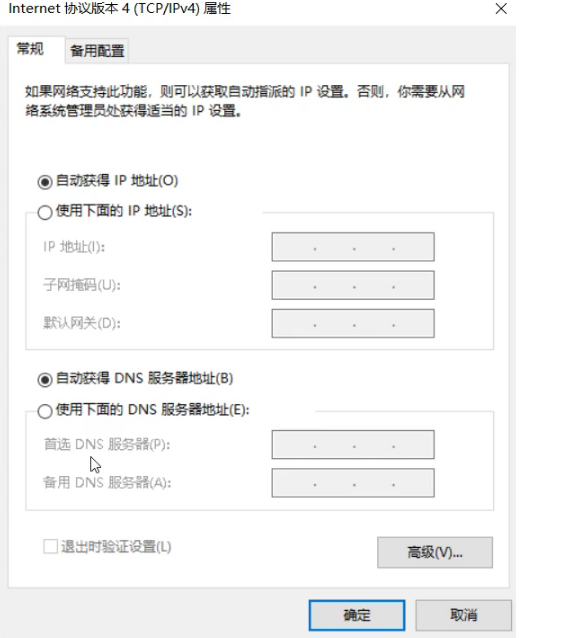 Internet 协议版本 4 (TCP/IPv4) 属性
常规
备用配置
如果网络支持此功能，则可以获取自动指派的 IP 设置。否则，你需要从网
络系统管理员处获得适当的 IP 设置。
自动获得 IP 地址(O)
使用下面的 IP 地址(S):
IP 地址(I):
子网掩码(U):
默认网关(D):
自动获得 DNS 服务器地址(B)
使用下面的 DNS 服务器地址(E):
首选 DNS 服务器(P):
备用 DNS 服务器(A):
退出时验证设置(L)
高级(V)...
确定
取消